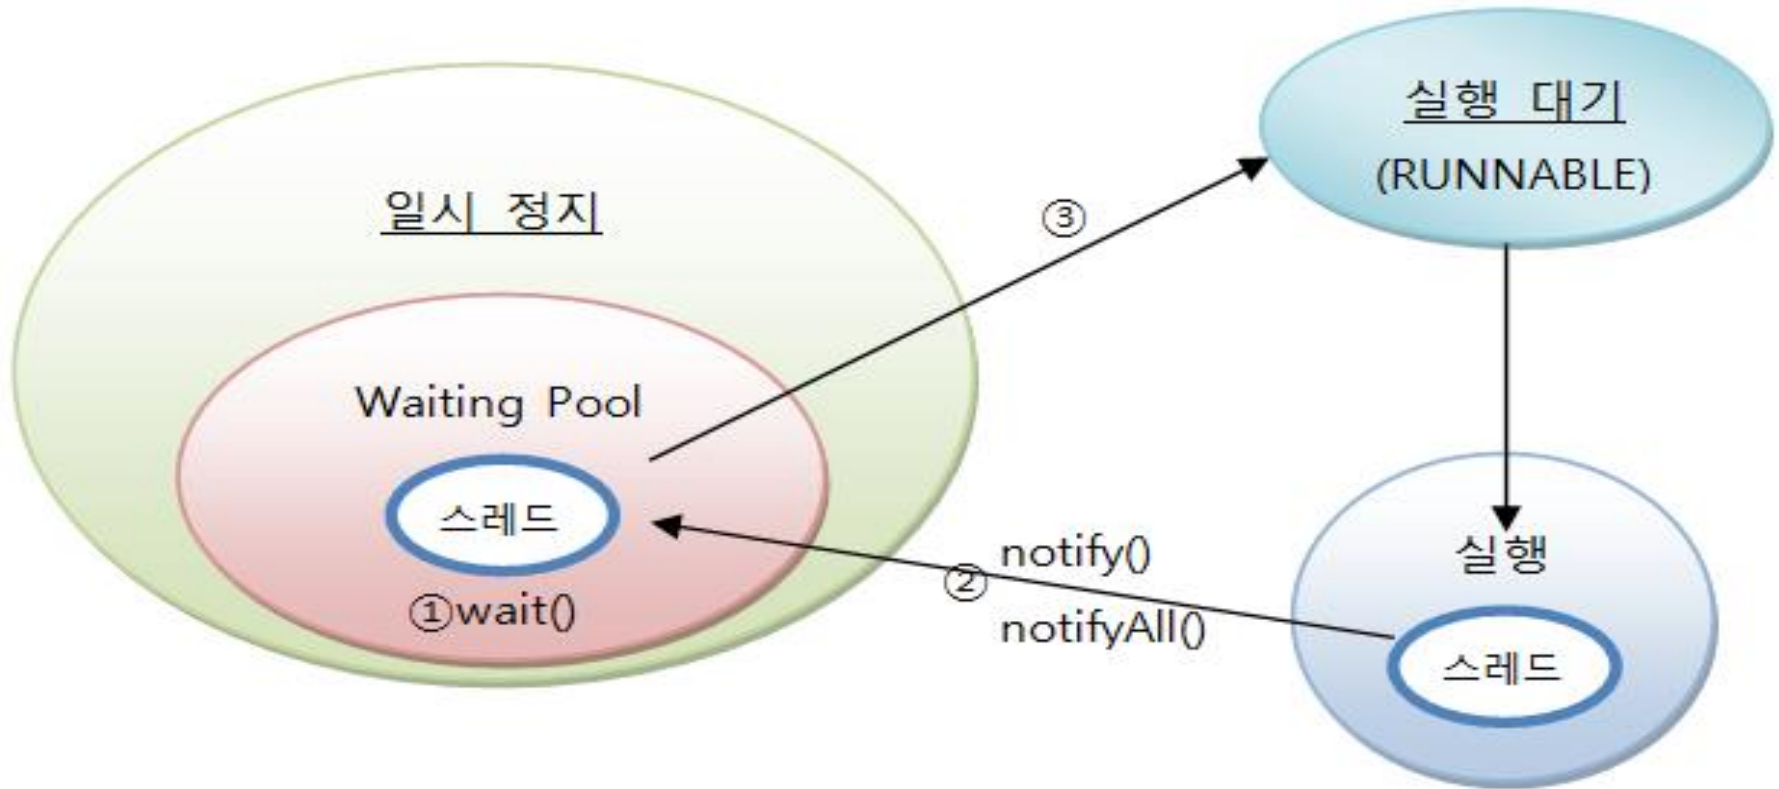 일시 정지
Waiting Pool
스레드
①wait()
③
실행 대기
(RUNNABLE)
②
notify()
notifyAll()
실행
스레드